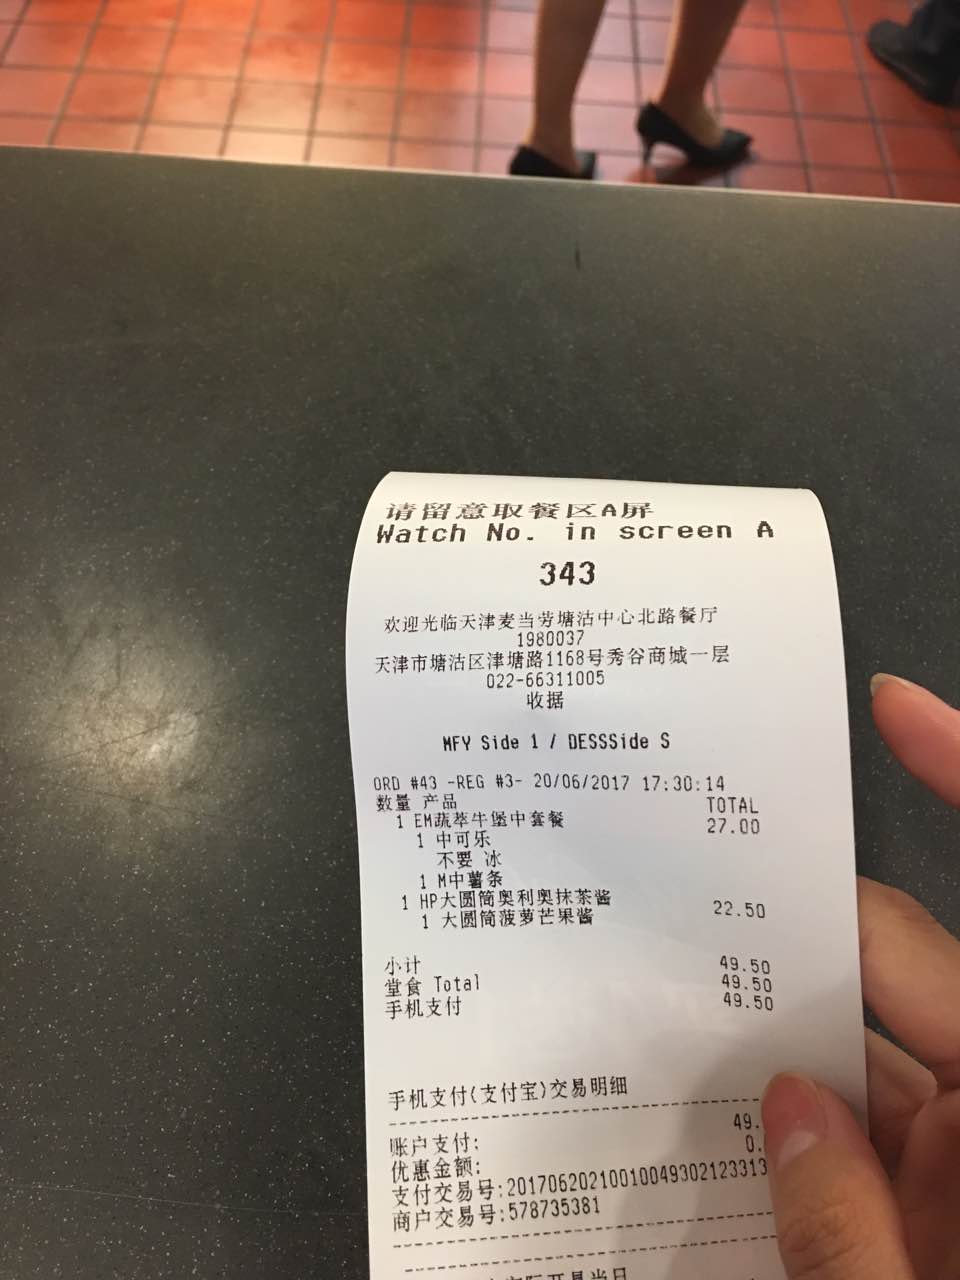 请留意取餐区A屏
Watch No. in screen A
343
欢迎光临天津麦当劳塘沽中心北路餐厅
1980037
天津市塘沽区津塘路1168号秀谷商城一层
022-66311005
收据
MFY Side 1 / DESSSide S
ORD #43 -REG #3- 20/06/2017 17:30:14
数量 产品 TOTAL
1 EM蔬萃牛堡中套餐 27.00
1 中可乐
不要 冰
1 M中薯条
1 HP大圆筒奥利奥抹茶酱 22.50
1 大圆筒菠萝芒果酱
小计 49.50
堂食 Total 49.50
手机支付 49.50
手机支付(支付宝)交易明细
账户支付: 49.
优惠金额: 0.
支付交易号:20170620210010049302123313
商户交易号:578735381